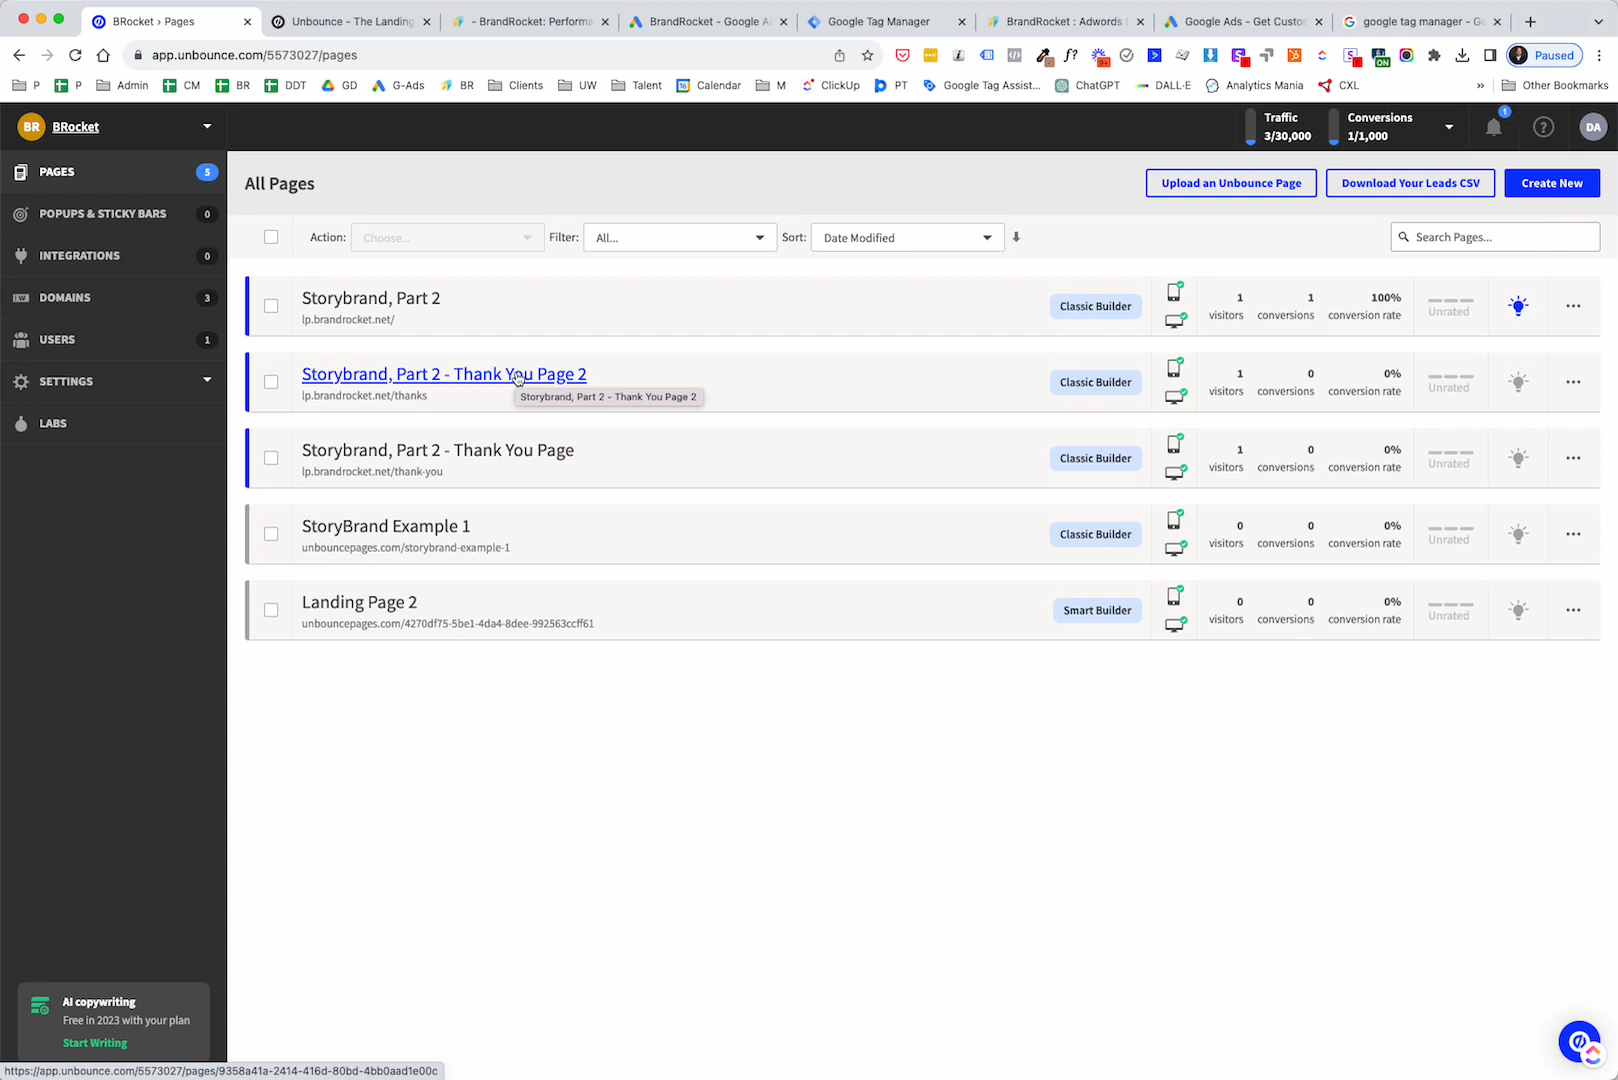 BRocket › Pages
Unbounce - The Landing
- BrandRocket: Performa
BrandRocket - Google A
Google Tag Manager
BrandRocket : Adwords
Google Ads - Get Custo
google tag manager - G
app.unbounce.com/5573027/pages
9+
ON
Paused
P
P
Admin
CM
BR
DDT
GD
G-Ads
BR
Clients
UW
Talent
Calendar
M
ClickUp
PT
Google Tag Assist...
ChatGPT
DALL·E
Analytics Mania
CXL
»
Other Bookmarks
BR
BRocket
Traffic
3/30,000
Conversions
1/1,000
1
DA
PAGES
5
POPUPS & STICKY BARS
0
INTEGRATIONS
0
DOMAINS
3
USERS
1
SETTINGS
LABS
All Pages
Upload an Unbounce Page
Download Your Leads CSV
Create New
Action:
Choose...
Filter:
All...
Sort:
Date Modified
Search Pages...
Storybrand, Part 2
lp.brandrocket.net/
Classic Builder
1 visitors
1 conversions
100% conversion rate
Unrated
Storybrand, Part 2 - Thank You Page 2
lp.brandrocket.net/thanks
Storybrand, Part 2 - Thank You Page 2
Classic Builder
1 visitors
0 conversions
0% conversion rate
Unrated
Storybrand, Part 2 - Thank You Page
lp.brandrocket.net/thank-you
Classic Builder
1 visitors
0 conversions
0% conversion rate
Unrated
StoryBrand Example 1
unbouncepages.com/storybrand-example-1
Classic Builder
0 visitors
0 conversions
0% conversion rate
Unrated
Landing Page 2
unbouncepages.com/4270df75-5be1-4da4-8dee-992563ccff61
Smart Builder
0 visitors
0 conversions
0% conversion rate
Unrated
AI copywriting
Free in 2023 with your plan
Start Writing
https://app.unbounce.com/5573027/pages/9358a41a-2414-416d-80bd-4bb0aad1e00c